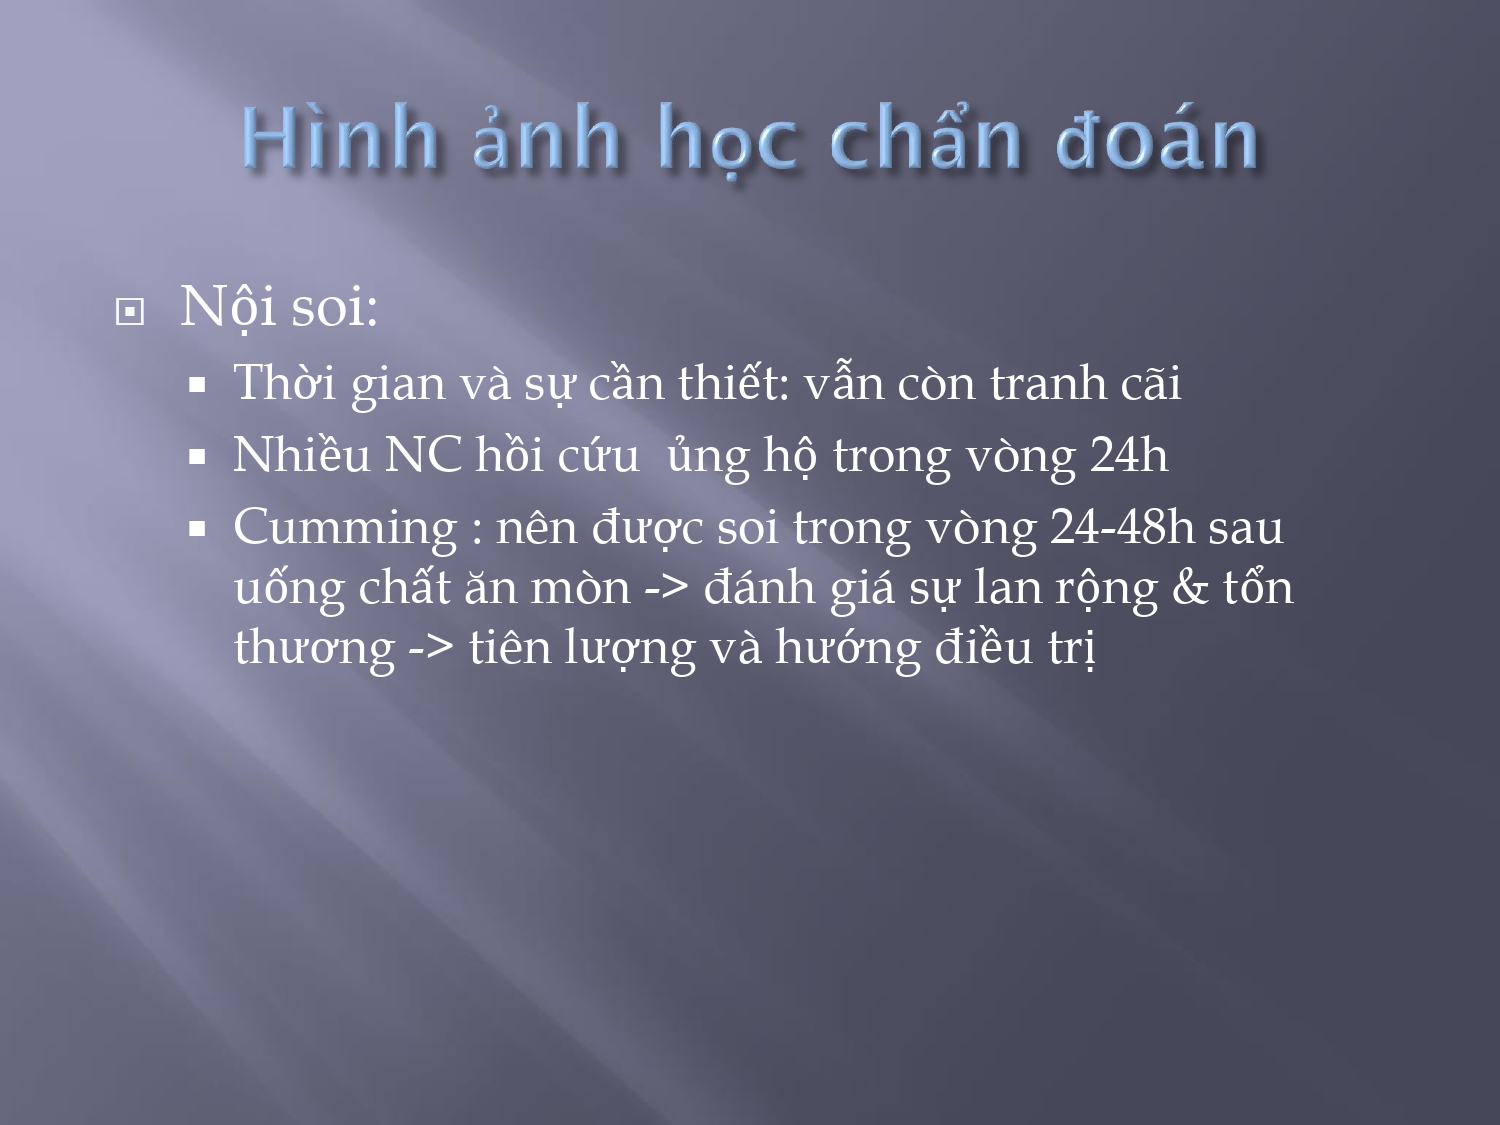 Hình ảnh học chẩn đoán
Nội soi:
Thời gian và sự cần thiết: vẫn còn tranh cãi
Nhiều NC hồi cứu  ủng hộ trong vòng 24h
Cumming : nên được soi trong vòng 24-48h sau
uống chất ăn mòn -> đánh giá sự lan rộng & tổn
thương -> tiên lượng và hướng điều trị